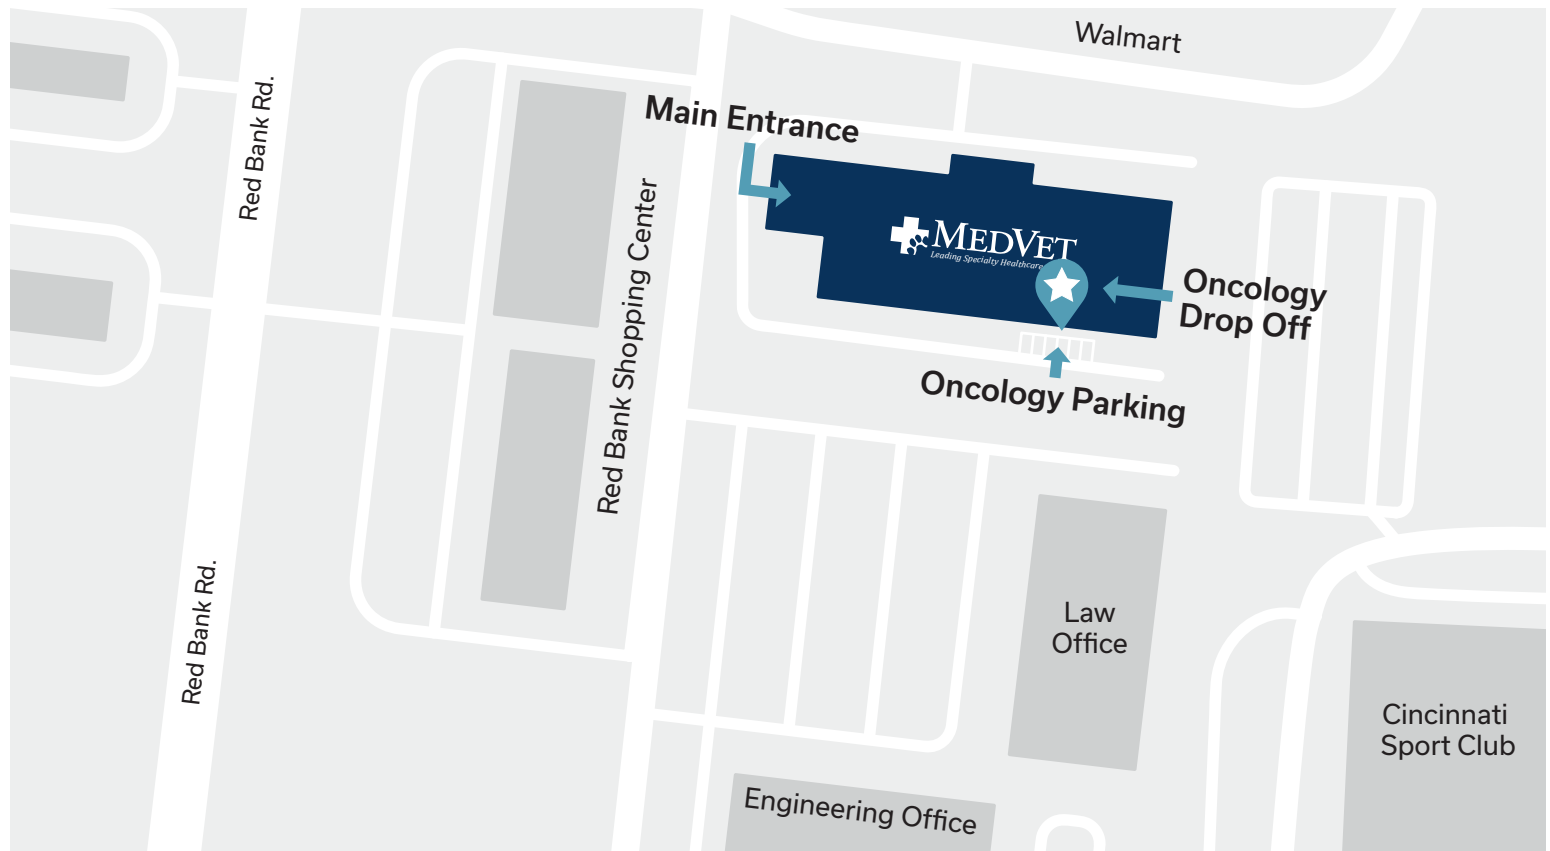 Walmart
Red Bank Rd.
Main Entrance
Red Bank Shopping Center
MEDVET
Leading Specialty Healthcare
Oncology
Drop Off
Oncology Parking
Red Bank Rd.
Law
Office
Cincinnati
Sport Club
Engineering Office